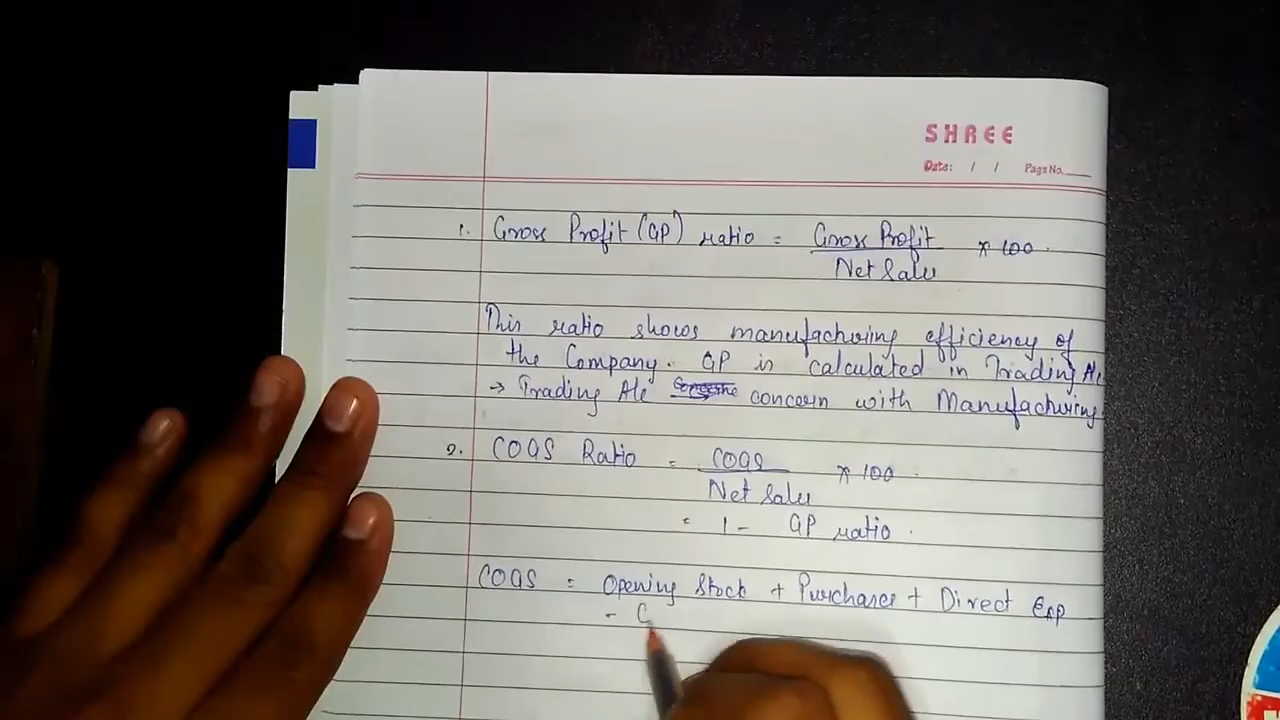 SHREE
Date: / / Page No.
1. Gross Profit (GP) ratio = Gross Profit × 100
Net Sales
This ratio shows manufacturing efficiency of
the Company. GP is calculated in Trading A/c
→ Trading A/c concern with Manufacturing
2. COGS Ratio = COGS × 100
Net Sales
= 1 - GP ratio.
COGS = Opening Stock + Purchases + Direct Exp
- C